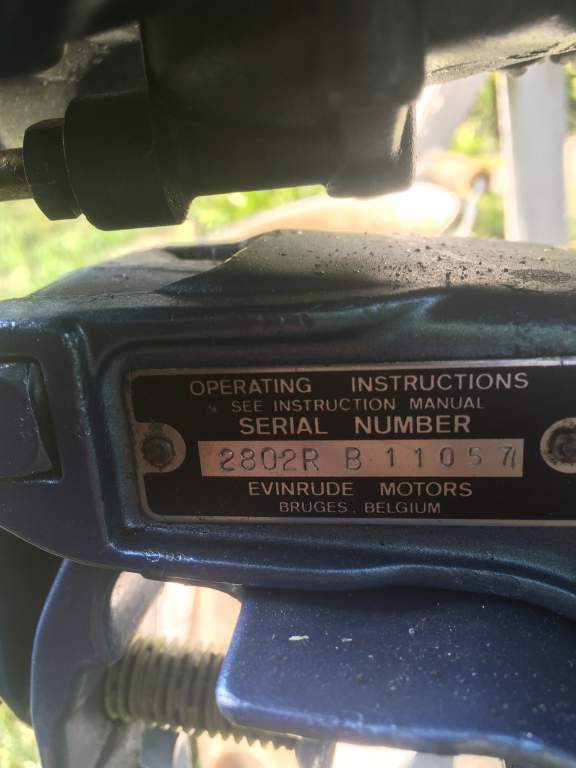 OPERATING INSTRUCTIONS
SEE INSTRUCTION MANUAL
SERIAL NUMBER
2802R B 11057
EVINRUDE MOTORS
BRUGES, BELGIUM